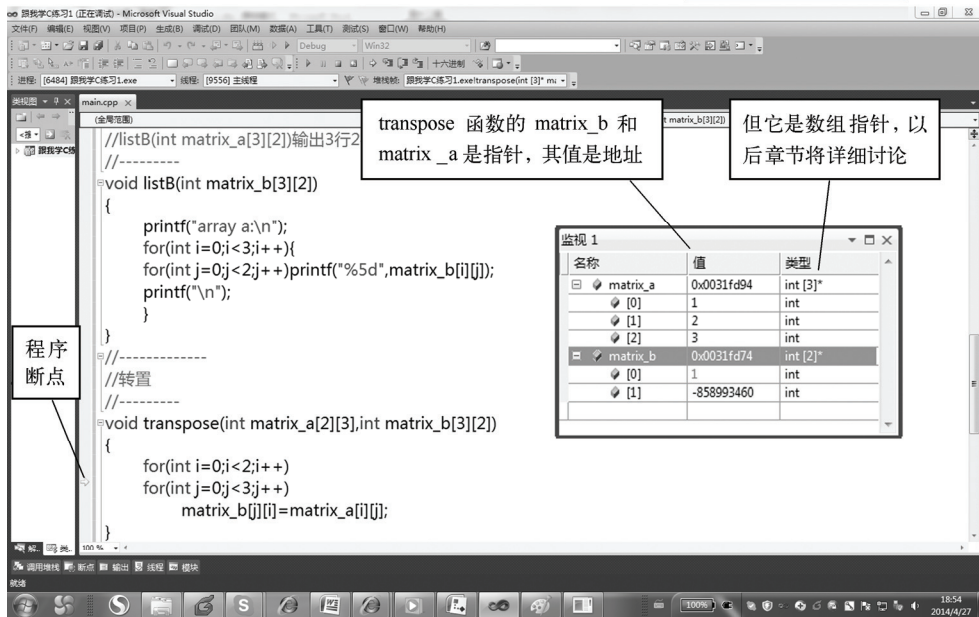 跟我学C练习1 (正在调试) - Microsoft Visual Studio
文件(F) 编辑(E) 视图(V) 项目(P) 生成(B) 调试(D) 团队(M) 数据(A) 工具(T) 测试(S) 窗口(W) 帮助(H)
Debug Win32
十六进制
进程: [6484] 跟我学C练习1.exe 线程: [9556] 主线程 堆栈帧: 跟我学C练习1.exe!transpose(int [3]* ma
类视图 main.cpp
(全局范围) t matrix_b[3][2])
跟我学C练
//listB(int matrix_a[3][2])输出3行2
//---------
void listB(int matrix_b[3][2])
{
printf("array a:\n");
for(int i=0;i<3;i++){
for(int j=0;j<2;j++)printf("%5d",matrix_b[i][j]);
printf("\n");
}
}
//-------------
//转置
//---------
void transpose(int matrix_a[2][3],int matrix_b[3][2])
{
for(int i=0;i<2;i++)
for(int j=0;j<3;j++)
matrix_b[j][i]=matrix_a[i][j];
}
transpose 函数的 matrix_b 和
matrix _a 是指针，其值是地址
但它是数组指针，以
后章节将详细讨论
程序
断点
监视 1
名称 值 类型
matrix_a 0x0031fd94 int [3]*
[0] 1 int
[1] 2 int
[2] 3 int
matrix_b 0x0031fd74 int [2]*
[0] 1 int
[1] -858993460 int
100 %
调用堆栈 断点 输出 线程 模块
就绪
100%
18:54
2014/4/27